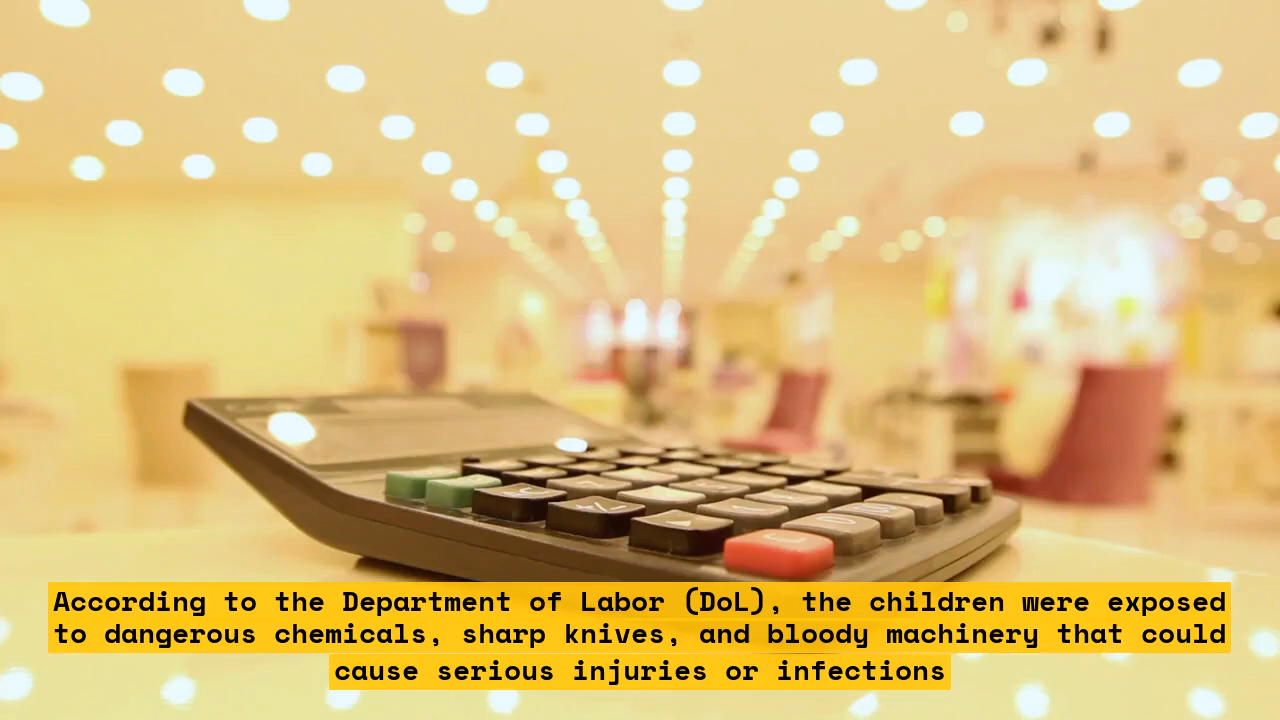 According to the Department of Labor (DoL), the children were exposed
to dangerous chemicals, sharp knives, and bloody machinery that could
cause serious injuries or infections